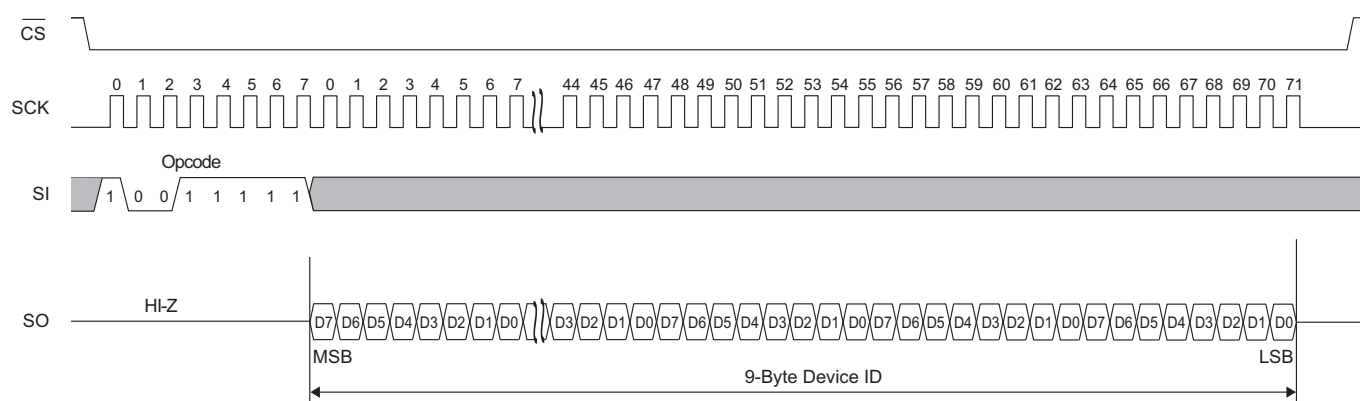 CS
0 1 2 3 4 5 6 7 0 1 2 3 4 5 6 7 44 45 46 47 48 49 50 51 52 53 54 55 56 57 58 59 60 61 62 63 64 65 66 67 68 69 70 71
SCK
Opcode
SI 1 0 0 1 1 1 1 1
HI-Z
SO D7 D6 D5 D4 D3 D2 D1 D0 D3 D2 D1 D0 D7 D6 D5 D4 D3 D2 D1 D0 D7 D6 D5 D4 D3 D2 D1 D0 D7 D6 D5 D4 D3 D2 D1 D0
MSB LSB
9-Byte Device ID